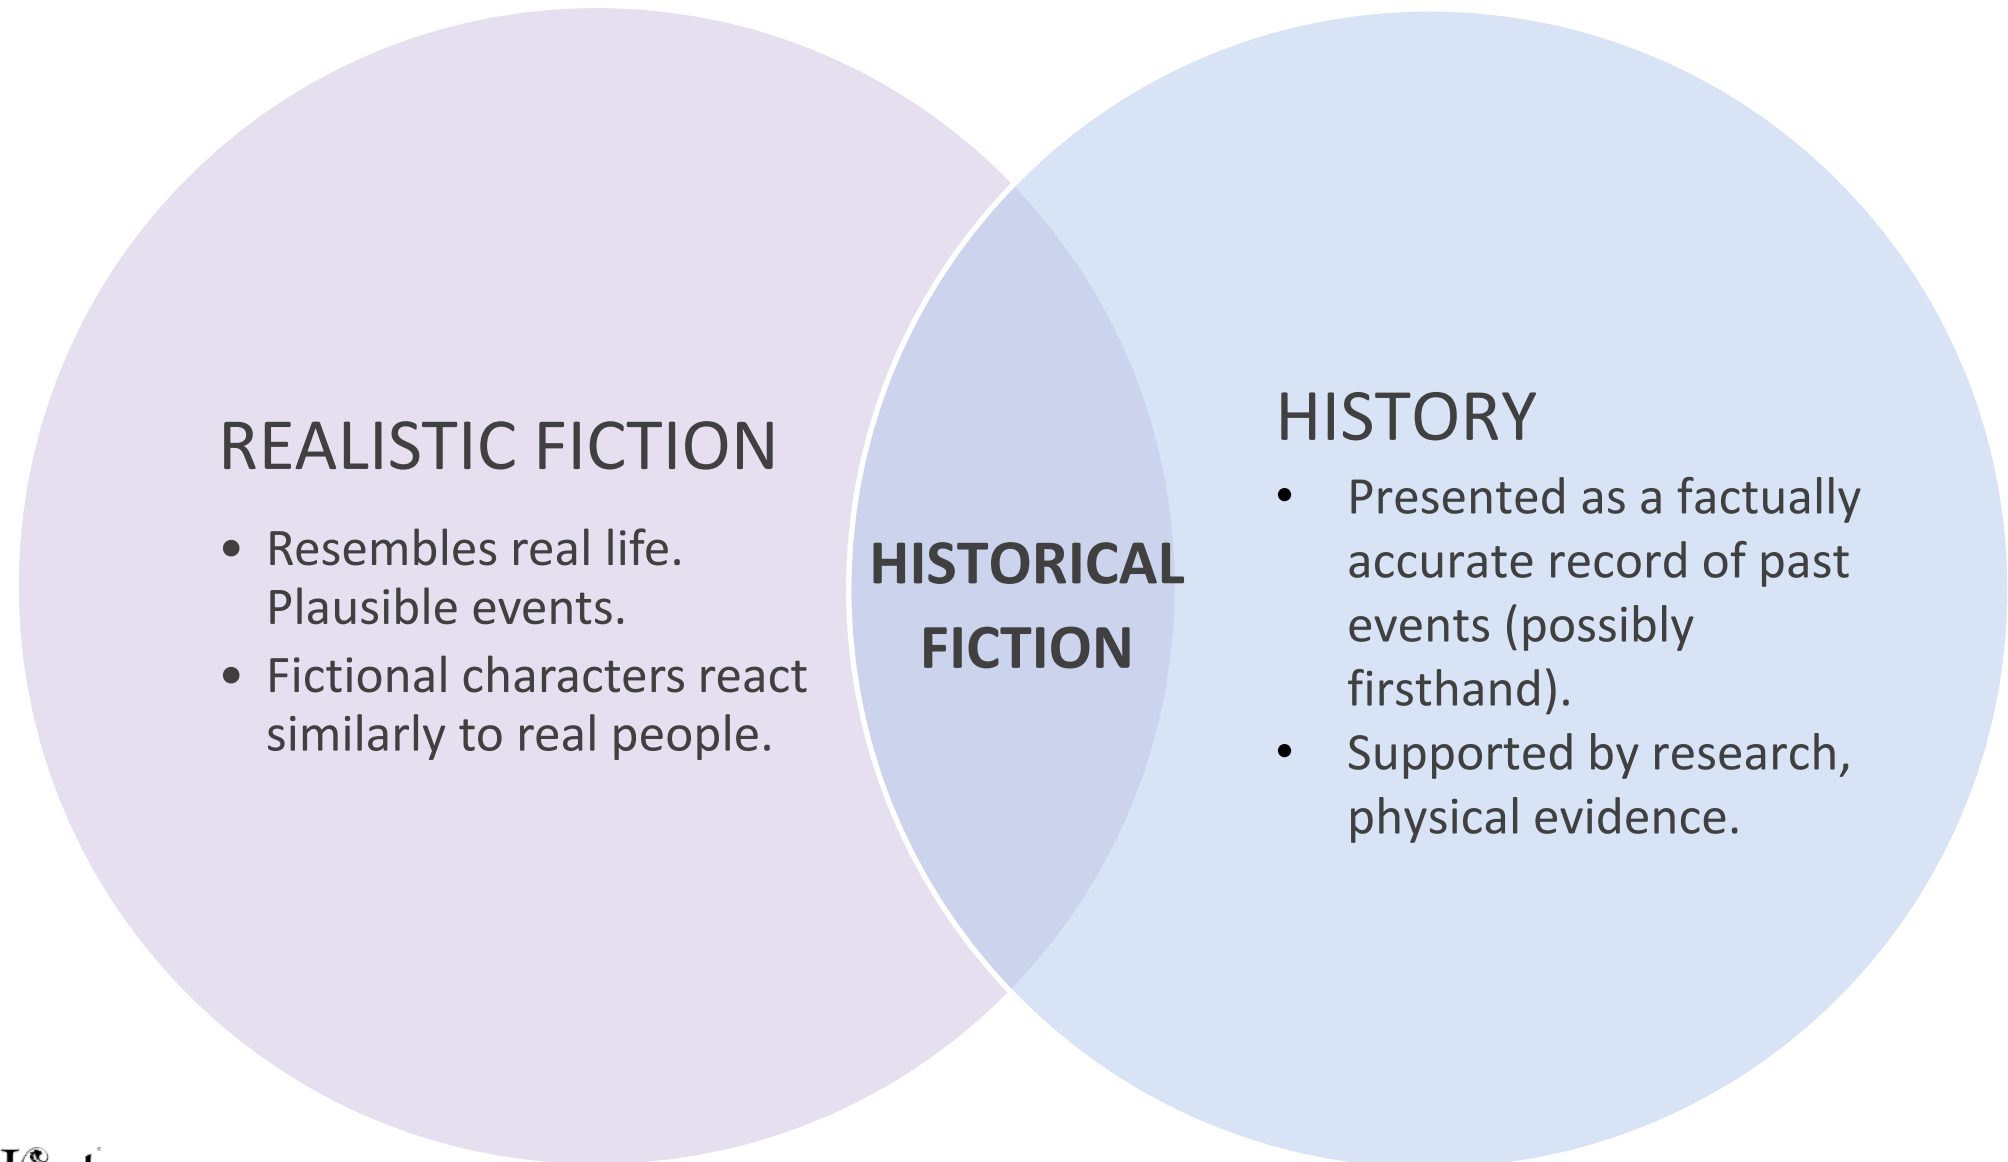 REALISTIC FICTION
• Resembles real life.
Plausible events.
• Fictional characters react
similarly to real people.
HISTORICAL
FICTION
HISTORY
• Presented as a factually
accurate record of past
events (possibly
firsthand).
• Supported by research,
physical evidence.